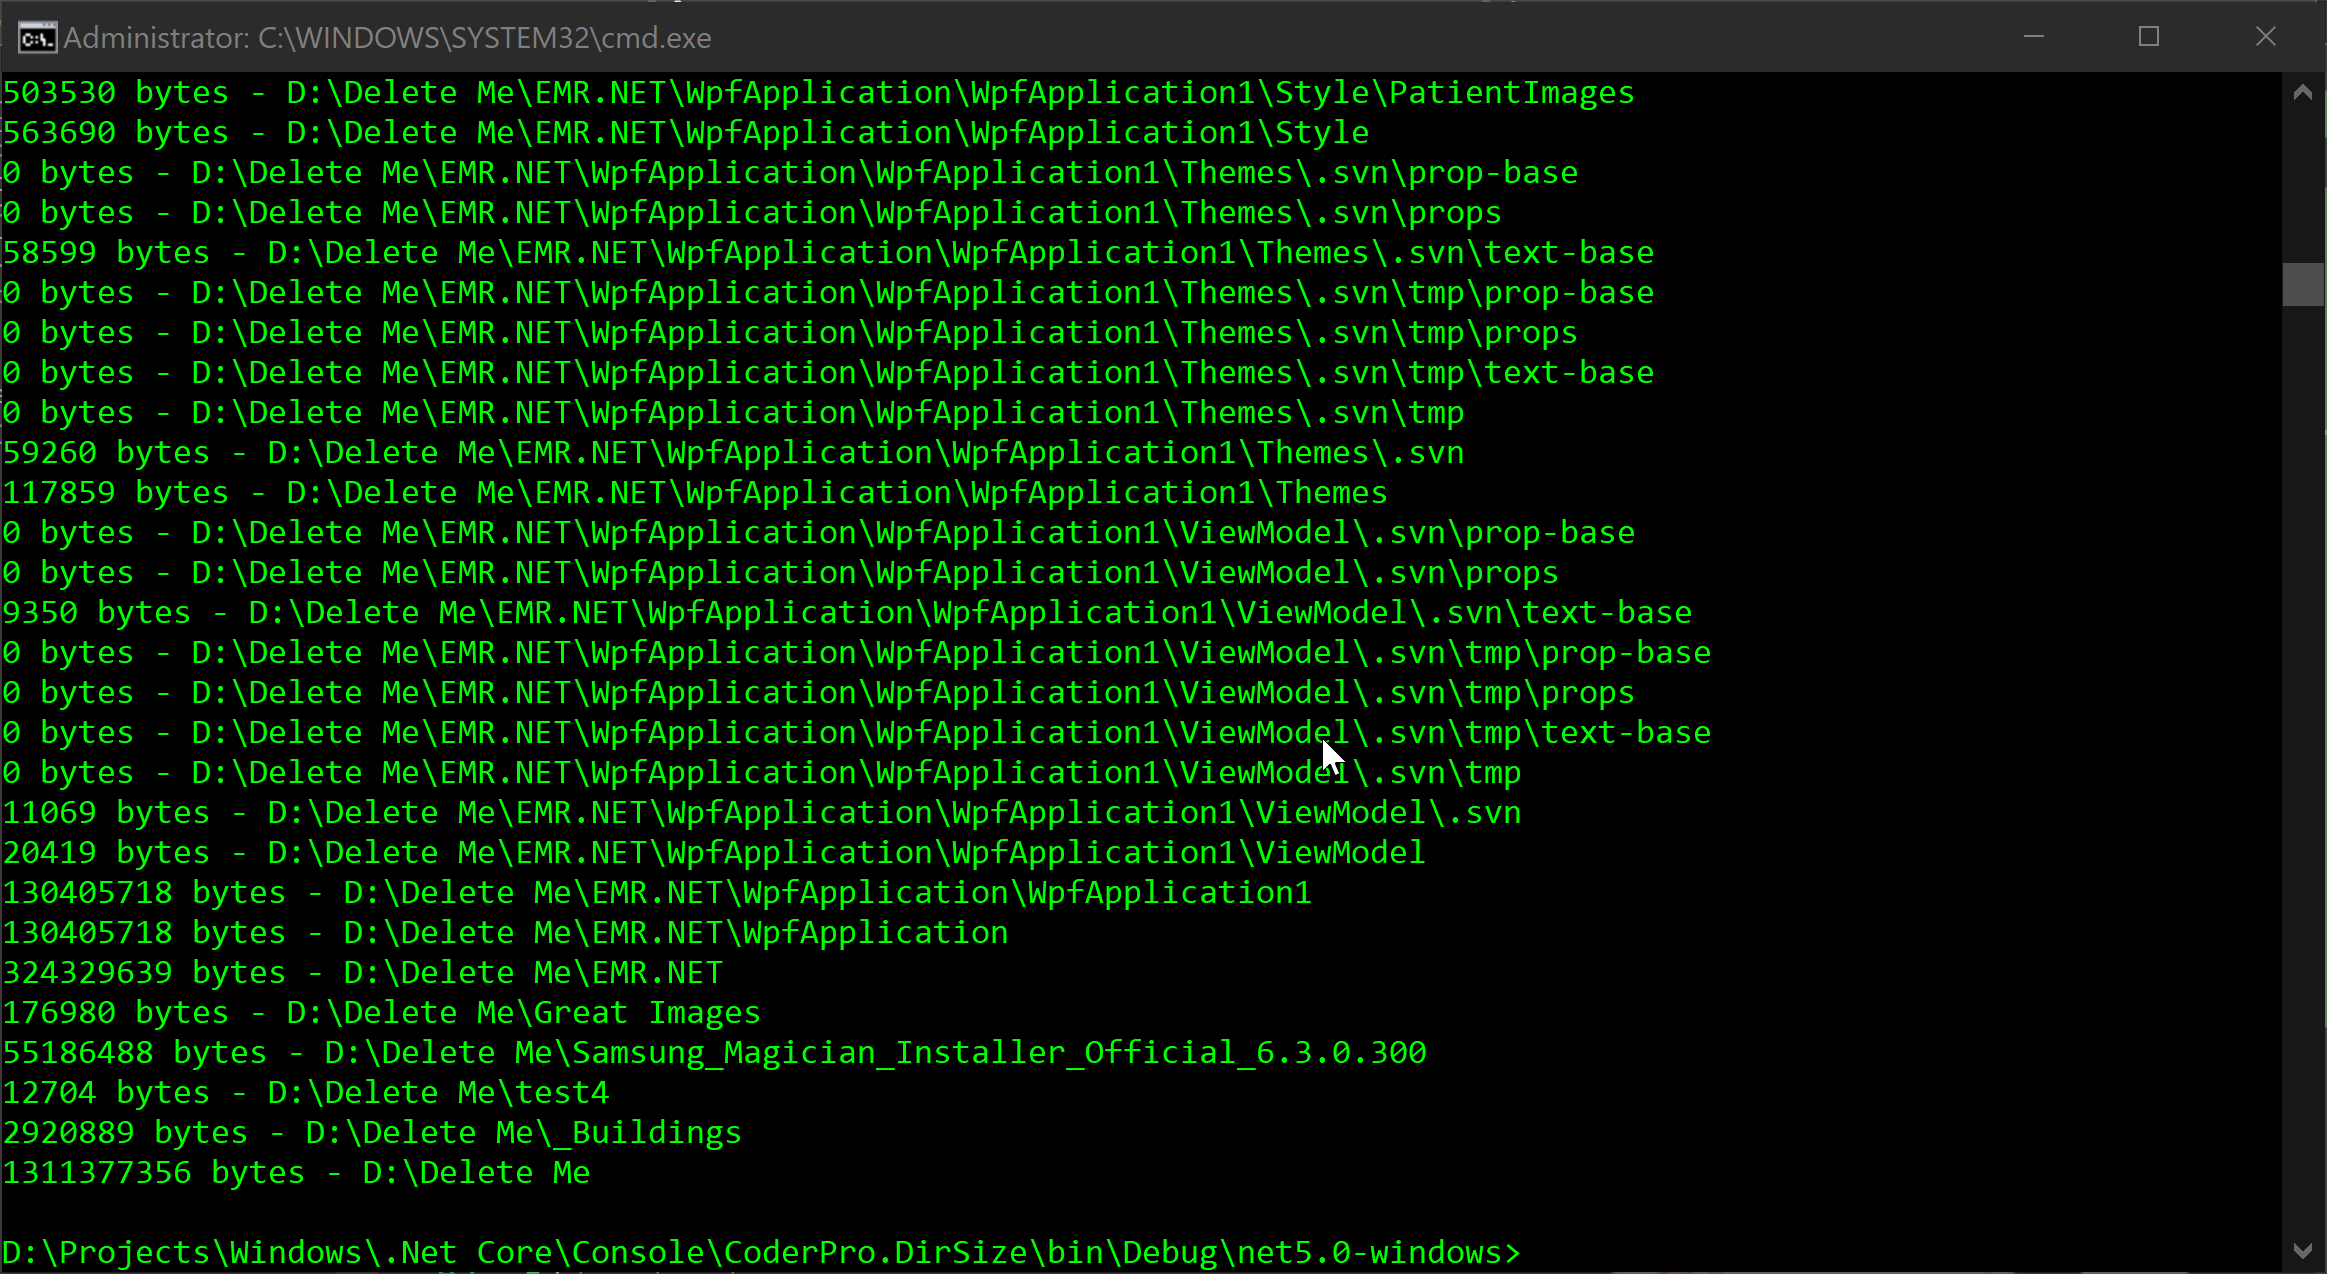 Administrator: C:\WINDOWS\SYSTEM32\cmd.exe
503530 bytes - D:\Delete Me\EMR.NET\WpfApplication\WpfApplication1\Style\PatientImages
563690 bytes - D:\Delete Me\EMR.NET\WpfApplication\WpfApplication1\Style
0 bytes - D:\Delete Me\EMR.NET\WpfApplication\WpfApplication1\Themes\.svn\prop-base
0 bytes - D:\Delete Me\EMR.NET\WpfApplication\WpfApplication1\Themes\.svn\props
58599 bytes - D:\Delete Me\EMR.NET\WpfApplication\WpfApplication1\Themes\.svn\text-base
0 bytes - D:\Delete Me\EMR.NET\WpfApplication\WpfApplication1\Themes\.svn\tmp\prop-base
0 bytes - D:\Delete Me\EMR.NET\WpfApplication\WpfApplication1\Themes\.svn\tmp\props
0 bytes - D:\Delete Me\EMR.NET\WpfApplication\WpfApplication1\Themes\.svn\tmp\text-base
0 bytes - D:\Delete Me\EMR.NET\WpfApplication\WpfApplication1\Themes\.svn\tmp
59260 bytes - D:\Delete Me\EMR.NET\WpfApplication\WpfApplication1\Themes\.svn
117859 bytes - D:\Delete Me\EMR.NET\WpfApplication\WpfApplication1\Themes
0 bytes - D:\Delete Me\EMR.NET\WpfApplication\WpfApplication1\ViewModel\.svn\prop-base
0 bytes - D:\Delete Me\EMR.NET\WpfApplication\WpfApplication1\ViewModel\.svn\props
9350 bytes - D:\Delete Me\EMR.NET\WpfApplication\WpfApplication1\ViewModel\.svn\text-base
0 bytes - D:\Delete Me\EMR.NET\WpfApplication\WpfApplication1\ViewModel\.svn\tmp\prop-base
0 bytes - D:\Delete Me\EMR.NET\WpfApplication\WpfApplication1\ViewModel\.svn\tmp\props
0 bytes - D:\Delete Me\EMR.NET\WpfApplication\WpfApplication1\ViewModel\.svn\tmp\text-base
0 bytes - D:\Delete Me\EMR.NET\WpfApplication\WpfApplication1\ViewModel\.svn\tmp
11069 bytes - D:\Delete Me\EMR.NET\WpfApplication\WpfApplication1\ViewModel\.svn
20419 bytes - D:\Delete Me\EMR.NET\WpfApplication\WpfApplication1\ViewModel
130405718 bytes - D:\Delete Me\EMR.NET\WpfApplication\WpfApplication1
130405718 bytes - D:\Delete Me\EMR.NET\WpfApplication
324329639 bytes - D:\Delete Me\EMR.NET
176980 bytes - D:\Delete Me\Great Images
55186488 bytes - D:\Delete Me\Samsung_Magician_Installer_Official_6.3.0.300
12704 bytes - D:\Delete Me\test4
2920889 bytes - D:\Delete Me\_Buildings
1311377356 bytes - D:\Delete Me
D:\Projects\Windows\.Net Core\Console\CoderPro.DirSize\bin\Debug\net5.0-windows>